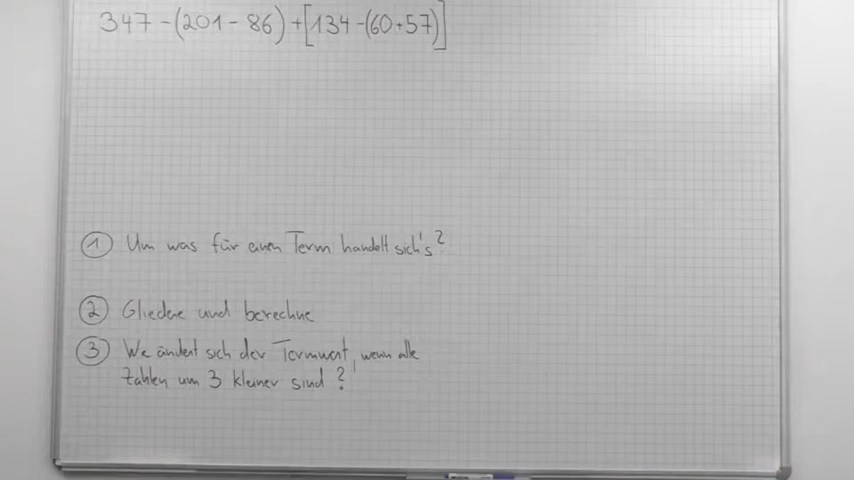 347 - (201 - 86) + [134 - (60 + 57)]
① Um was für einen Term handelt sich's?
② Gliedere und berechne
③ Wie ändert sich der Termwert, wenn alle
Zahlen um 3 kleiner sind?